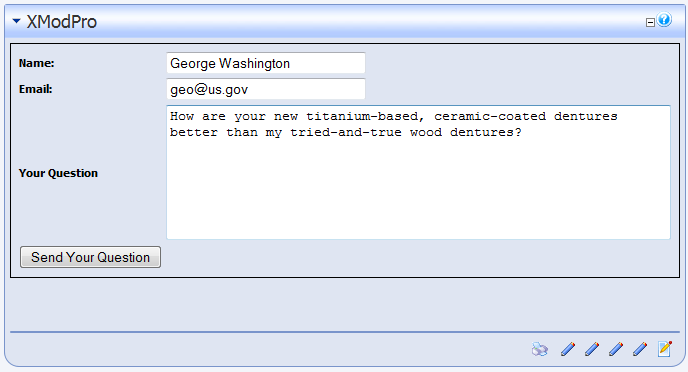 XModPro
Name:
George Washington
Email:
geo@us.gov
Your Question
How are your new titanium-based, ceramic-coated dentures
better than my tried-and-true wood dentures?
Send Your Question